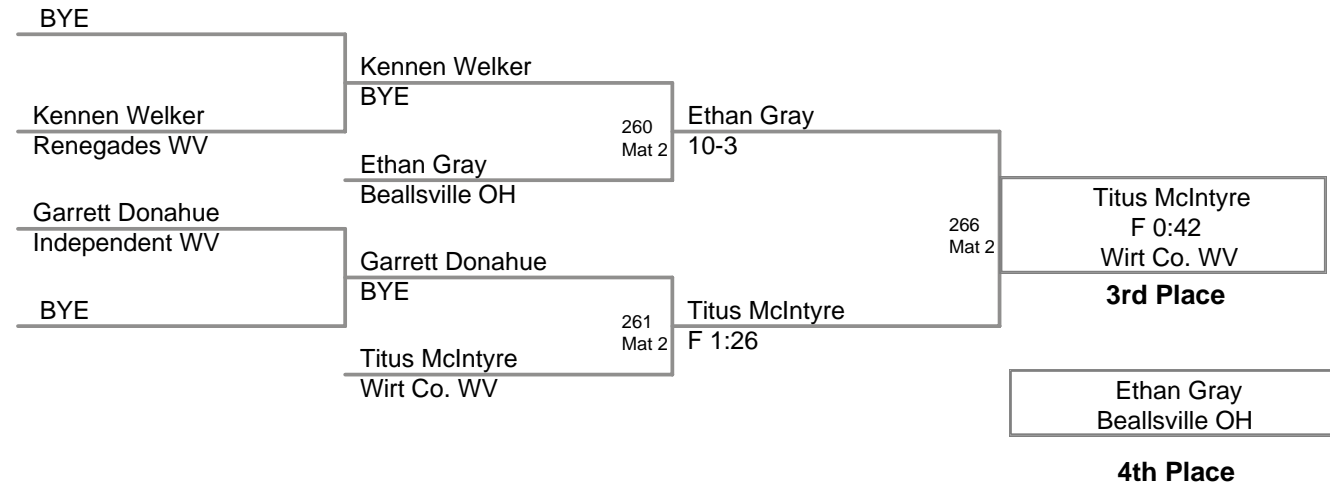 BYE
Kennen Welker
BYE
Kennen Welker
Renegades WV
260
Mat 2
Ethan Gray
10-3
Ethan Gray
Beallsville OH
Garrett Donahue
Independent WV
266
Mat 2
Titus McIntyre
F 0:42
Wirt Co. WV
3rd Place
Garrett Donahue
BYE
BYE
261
Mat 2
Titus McIntyre
F 1:26
Titus McIntyre
Wirt Co. WV
Ethan Gray
Beallsville OH
4th Place